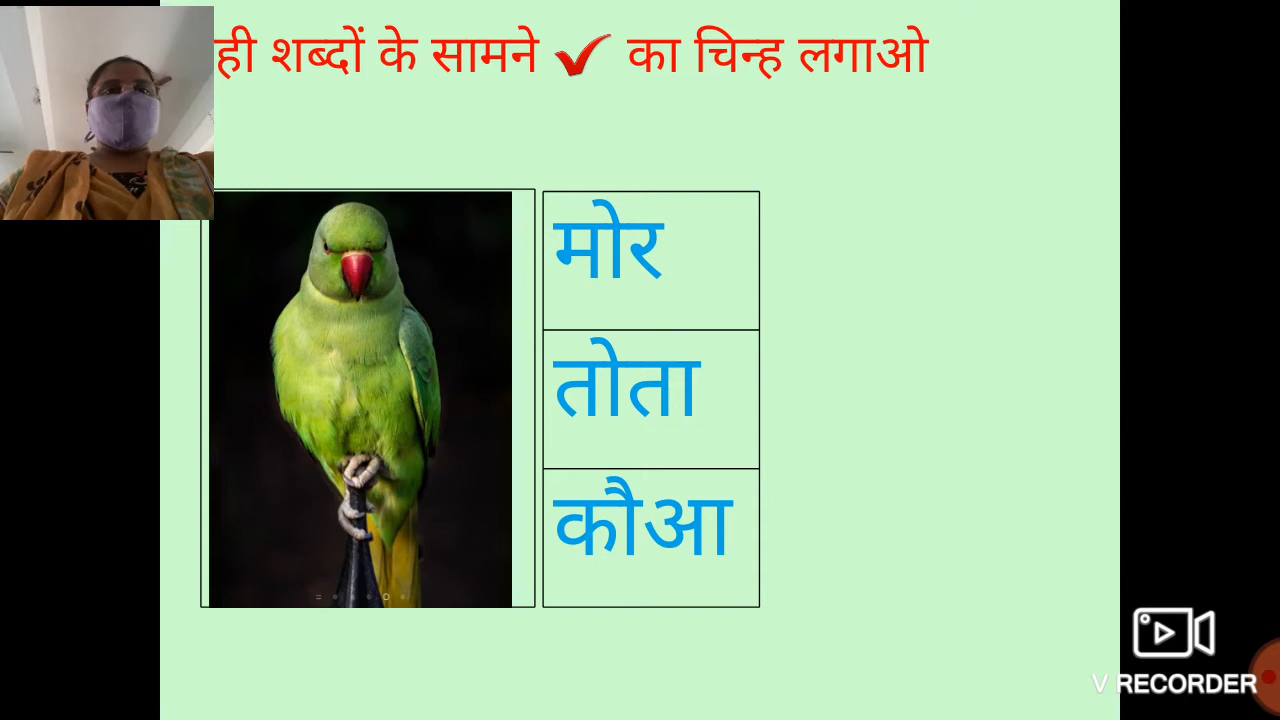 ही शब्दों के सामने का चिन्ह लगाओ
मोर
तोता
कौआ
V RECORDER